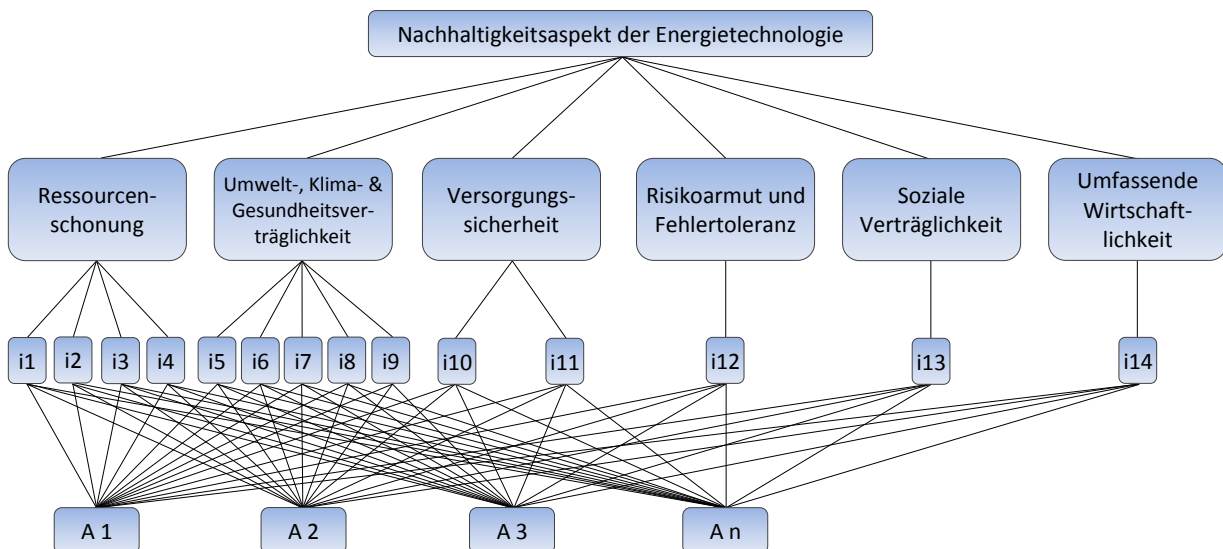 Nachhaltigkeitsaspekt der Energietechnologie
Ressourcen-
schonung
Umwelt-, Klima- &
Gesundheitsver-
träglichkeit
Versorgungs-
sicherheit
Risikoarmut und
Fehlertoleranz
Soziale
Verträglichkeit
Umfassende
Wirtschaft-
lichkeit
i1
i2
i3
i4
i5
i6
i7
i8
i9
i10
i11
i12
i13
i14
A 1
A 2
A 3
A n